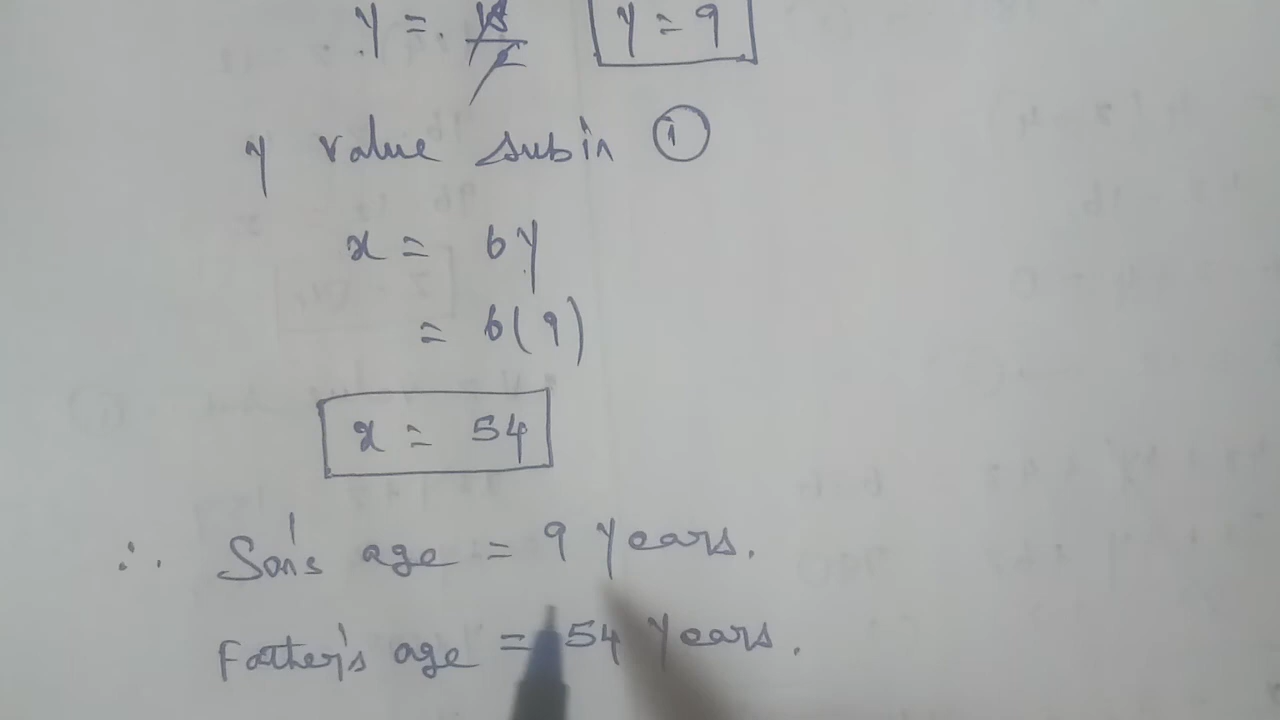 y = 18/2 y = 9
y value sub in ①
x = 6y
= 6(9)
x = 54
∴ Son's age = 9 years.
Father's age = 54 years.